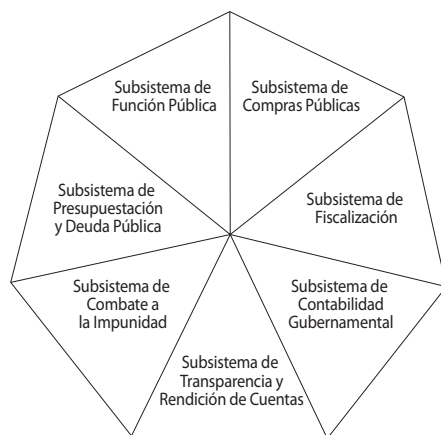 Subsistema de
Función Pública
Subsistema de
Compras Públicas
Subsistema de
Presupuestación
y Deuda Pública
Subsistema de
Fiscalización
Subsistema de
Combate a
la Impunidad
Subsistema de
Contabilidad
Gubernamental
Subsistema de
Transparencia y
Rendición de Cuentas